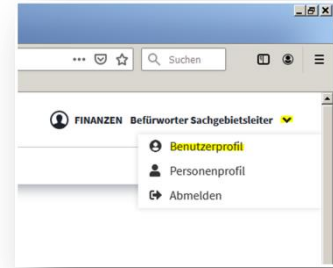 Suchen
FINANZEN Befürworter Sachgebietsleiter
Benutzerprofil
Personenprofil
Abmelden